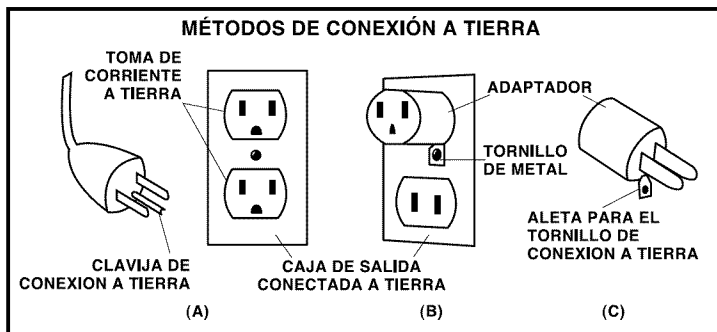 MÉTODOS DE CONEXIÓN A TIERRA
TOMA DE
CORRIENTE
A TIERRA
CLAVIJA DE
CONEXION A TIERRA
CAJA DE SALIDA
CONECTADA A TIERRA
ADAPTADOR
TORNILLO
DE METAL
ALETA PARA EL
TORNILLO DE
CONEXION A TIERRA
(A)
(B)
(C)